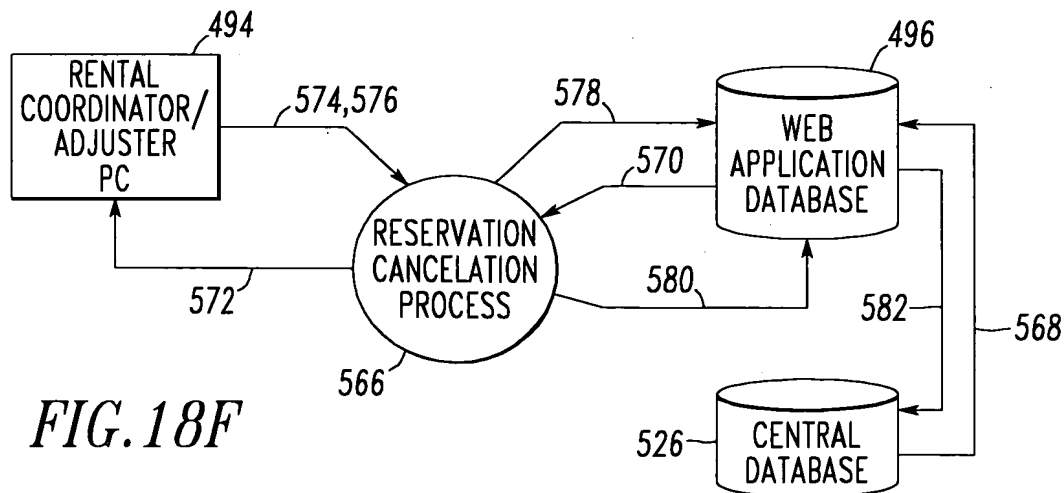 494
RENTAL
COORDINATOR/
ADJUSTER
PC
574,576
578
496
WEB
APPLICATION
DATABASE
570
RESERVATION
CANCELATION
PROCESS
572
580
582
568
566
526
CENTRAL
DATABASE
FIG.18F